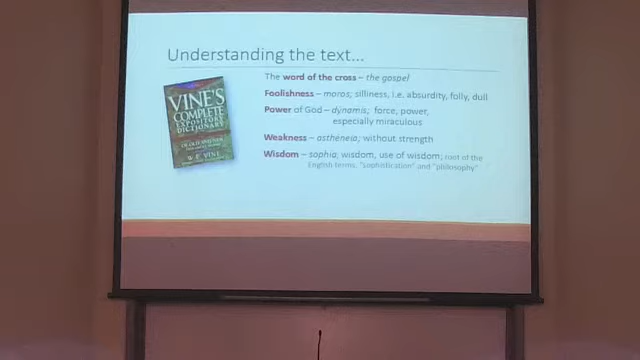 Understanding the text...
The word of the cross – the gospel
Foolishness – moros; silliness, i.e. absurdity, folly, dull
Power of God – dynamis; force, power,
especially miraculous
Weakness – astheneia; without strength
Wisdom – sophia; wisdom, use of wisdom; root of the
English terms, "sophistication" and "philosophy"
VINE'S
COMPLETE
EXPOSITORY
DICTIONARY
W. E. VINE